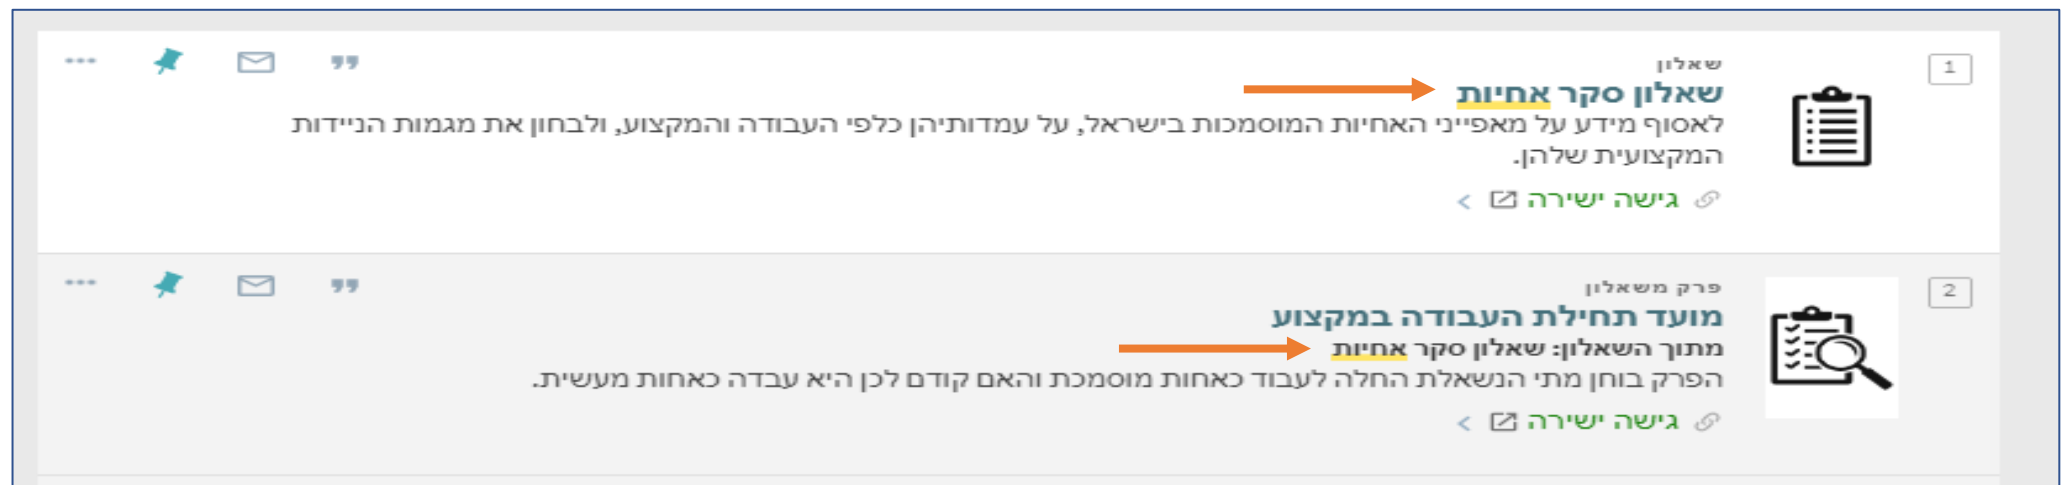 1
שאלון
שאלון סקר אחיות
לאסוף מידע על מאפייני האחיות המוסמכות בישראל, על עמדותיהן כלפי העבודה והמקצוע, ולבחון את מגמות הניידות
המקצועית שלהן.
גישה ישירה
2
פרק משאלון
מועד תחילת העבודה במקצוע
מתוך השאלון: שאלון סקר אחיות
הפרק בוחן מתי הנשאלת החלה לעבוד כאחות מוסמכת והאם קודם לכן היא עבדה כאחות מעשית.
גישה ישירה